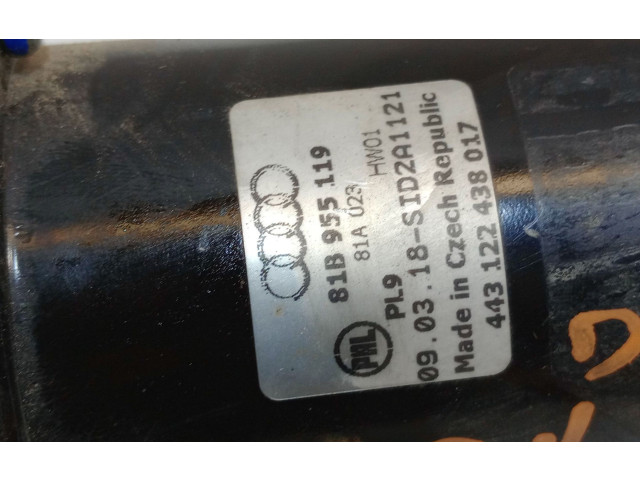 81B 955 119
81A 023 HW01
PAL PL9
09.03.18-SID2A1121
Made in Czech Republic
443 122 438 017